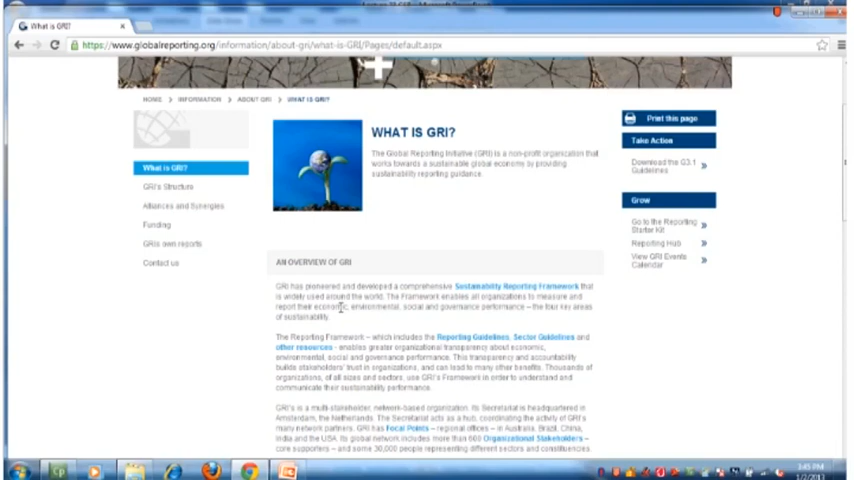 What is GRI?
https://www.globalreporting.org/information/about-gri/what-is-GRI/Pages/default.aspx
HOME > INFORMATION > ABOUT GRI > WHAT IS GRI?
What is GRI?
GRI's Structure
Alliances and Synergies
Funding
GRIs own reports
Contact us
WHAT IS GRI?
The Global Reporting Initiative (GRI) is a non-profit organization that
works towards a sustainable global economy by providing
sustainability reporting guidance.
Print this page
Take Action
Download the G3.1
Guidelines
Grow
Go to the Reporting
Starter Kit
Reporting Hub
View GRI Events
Calendar
AN OVERVIEW OF GRI
GRI has pioneered and developed a comprehensive Sustainability Reporting Framework that
is widely used around the world. The Framework enables all organizations to measure and
report their economic, environmental, social and governance performance – the four key areas
of sustainability.
The Reporting Framework – which includes the Reporting Guidelines, Sector Guidelines and
other resources - enables greater organizational transparency about economic,
environmental, social and governance performance. This transparency and accountability
builds stakeholders' trust in organizations, and can lead to many other benefits. Thousands of
organizations, of all sizes and sectors, use GRI's Framework in order to understand and
communicate their sustainability performance.
GRI's is a multi-stakeholder, network-based organization. Its Secretariat is headquartered in
Amsterdam, the Netherlands. The Secretariat acts as a hub, coordinating the activity of GRI's
many network partners. GRI has Focal Points – regional offices – in Australia, Brazil, China,
India and the USA. Its global network includes more than 600 Organizational Stakeholders –
core supporters – and some 30,000 people representing different sectors and constituencies.
3:45 PM
1/2/2013